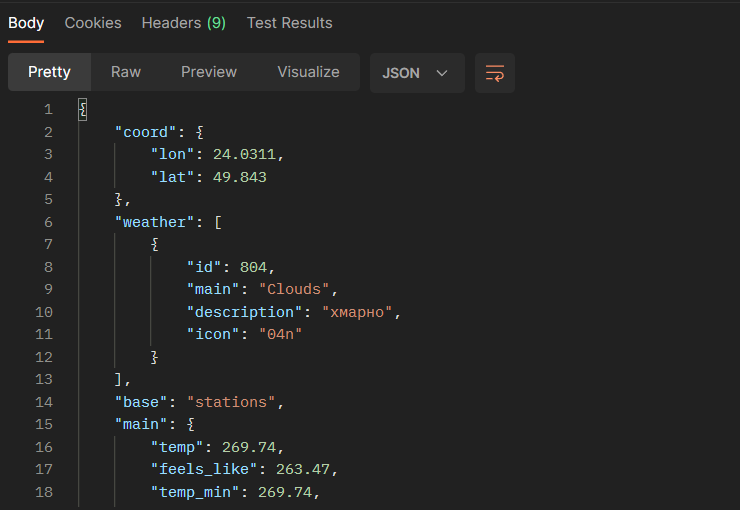 Body Cookies Headers (9) Test Results
Pretty Raw Preview Visualize JSON
1 {
2 "coord": {
3 "lon": 24.0311,
4 "lat": 49.843
5 },
6 "weather": [
7 {
8 "id": 804,
9 "main": "Clouds",
10 "description": "хмарно",
11 "icon": "04n"
12 }
13 ],
14 "base": "stations",
15 "main": {
16 "temp": 269.74,
17 "feels_like": 263.47,
18 "temp_min": 269.74,